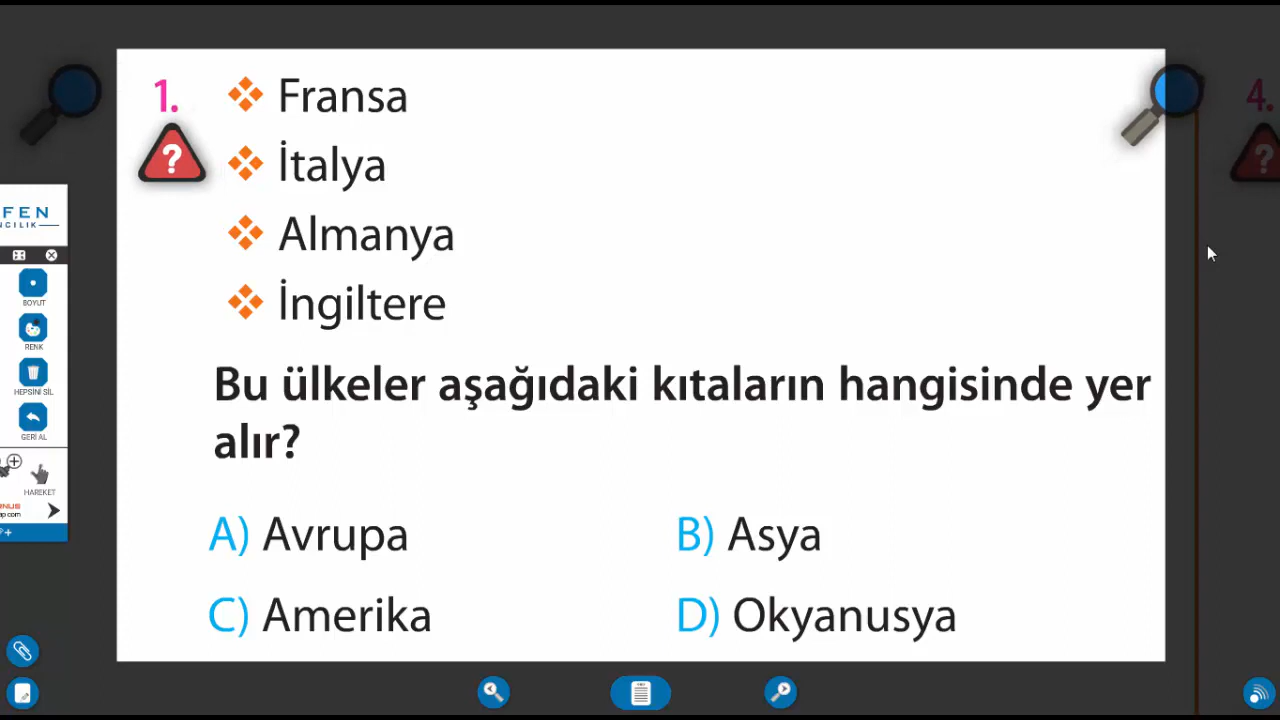 1. ❖ Fransa
❖ İtalya
❖ Almanya
❖ İngiltere
Bu ülkeler aşağıdaki kıtaların hangisinde yer
alır?
A) Avrupa B) Asya
C) Amerika D) Okyanusya
4.
?
?
FEN
NCILIK
BOYUT
RENK
HEPSİNİ SİL
GERİ AL
HAREKET